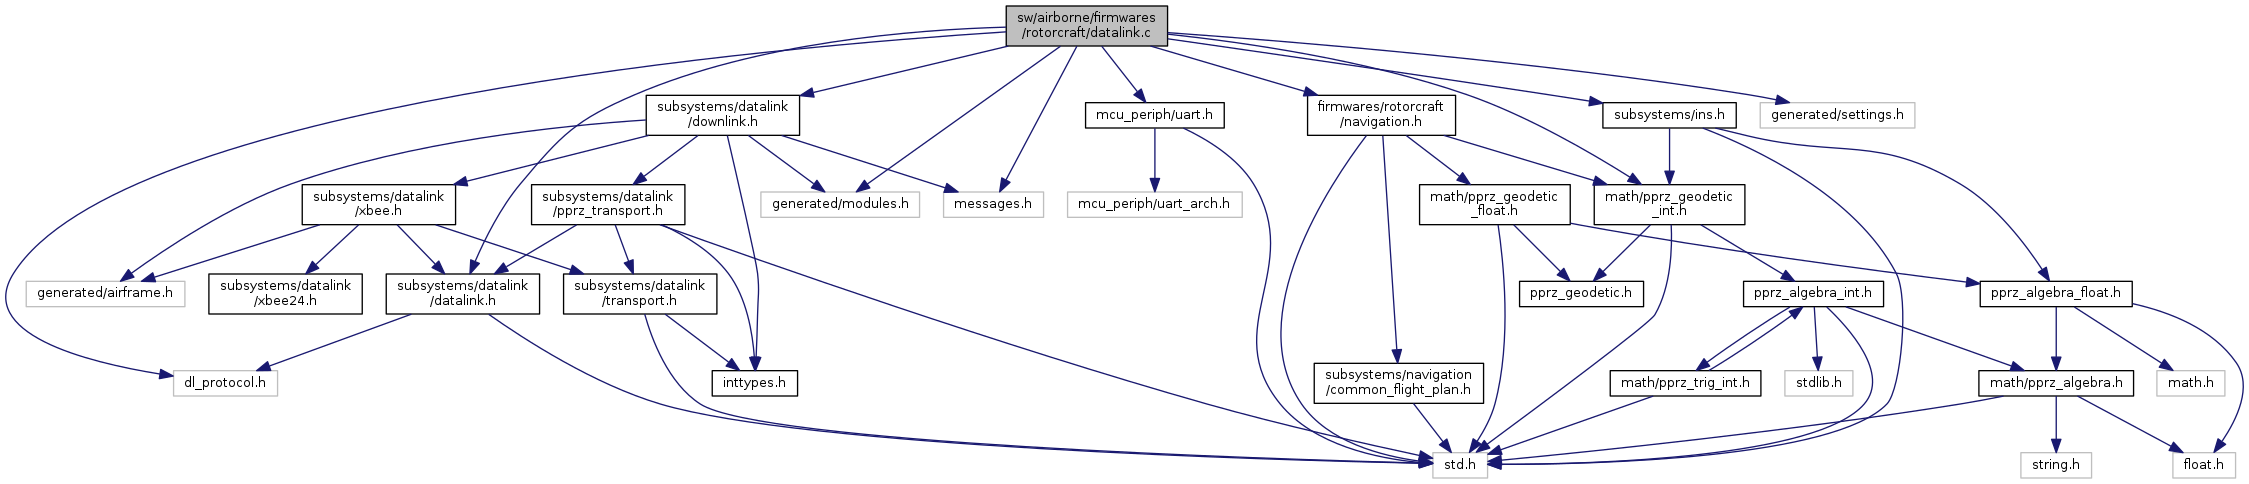 sw/airborne/firmwares
/rotorcraft/datalink.c
subsystems/datalink
/downlink.h
mcu_periph/uart.h
firmwares/rotorcraft
/navigation.h
subsystems/ins.h
generated/settings.h
subsystems/datalink
/xbee.h
subsystems/datalink
/pprz_transport.h
generated/modules.h
messages.h
mcu_periph/uart_arch.h
math/pprz_geodetic
_float.h
math/pprz_geodetic
_int.h
generated/airframe.h
subsystems/datalink
/xbee24.h
subsystems/datalink
/datalink.h
subsystems/datalink
/transport.h
pprz_geodetic.h
pprz_algebra_int.h
pprz_algebra_float.h
dl_protocol.h
inttypes.h
subsystems/navigation
/common_flight_plan.h
math/pprz_trig_int.h
stdlib.h
math/pprz_algebra.h
math.h
std.h
string.h
float.h